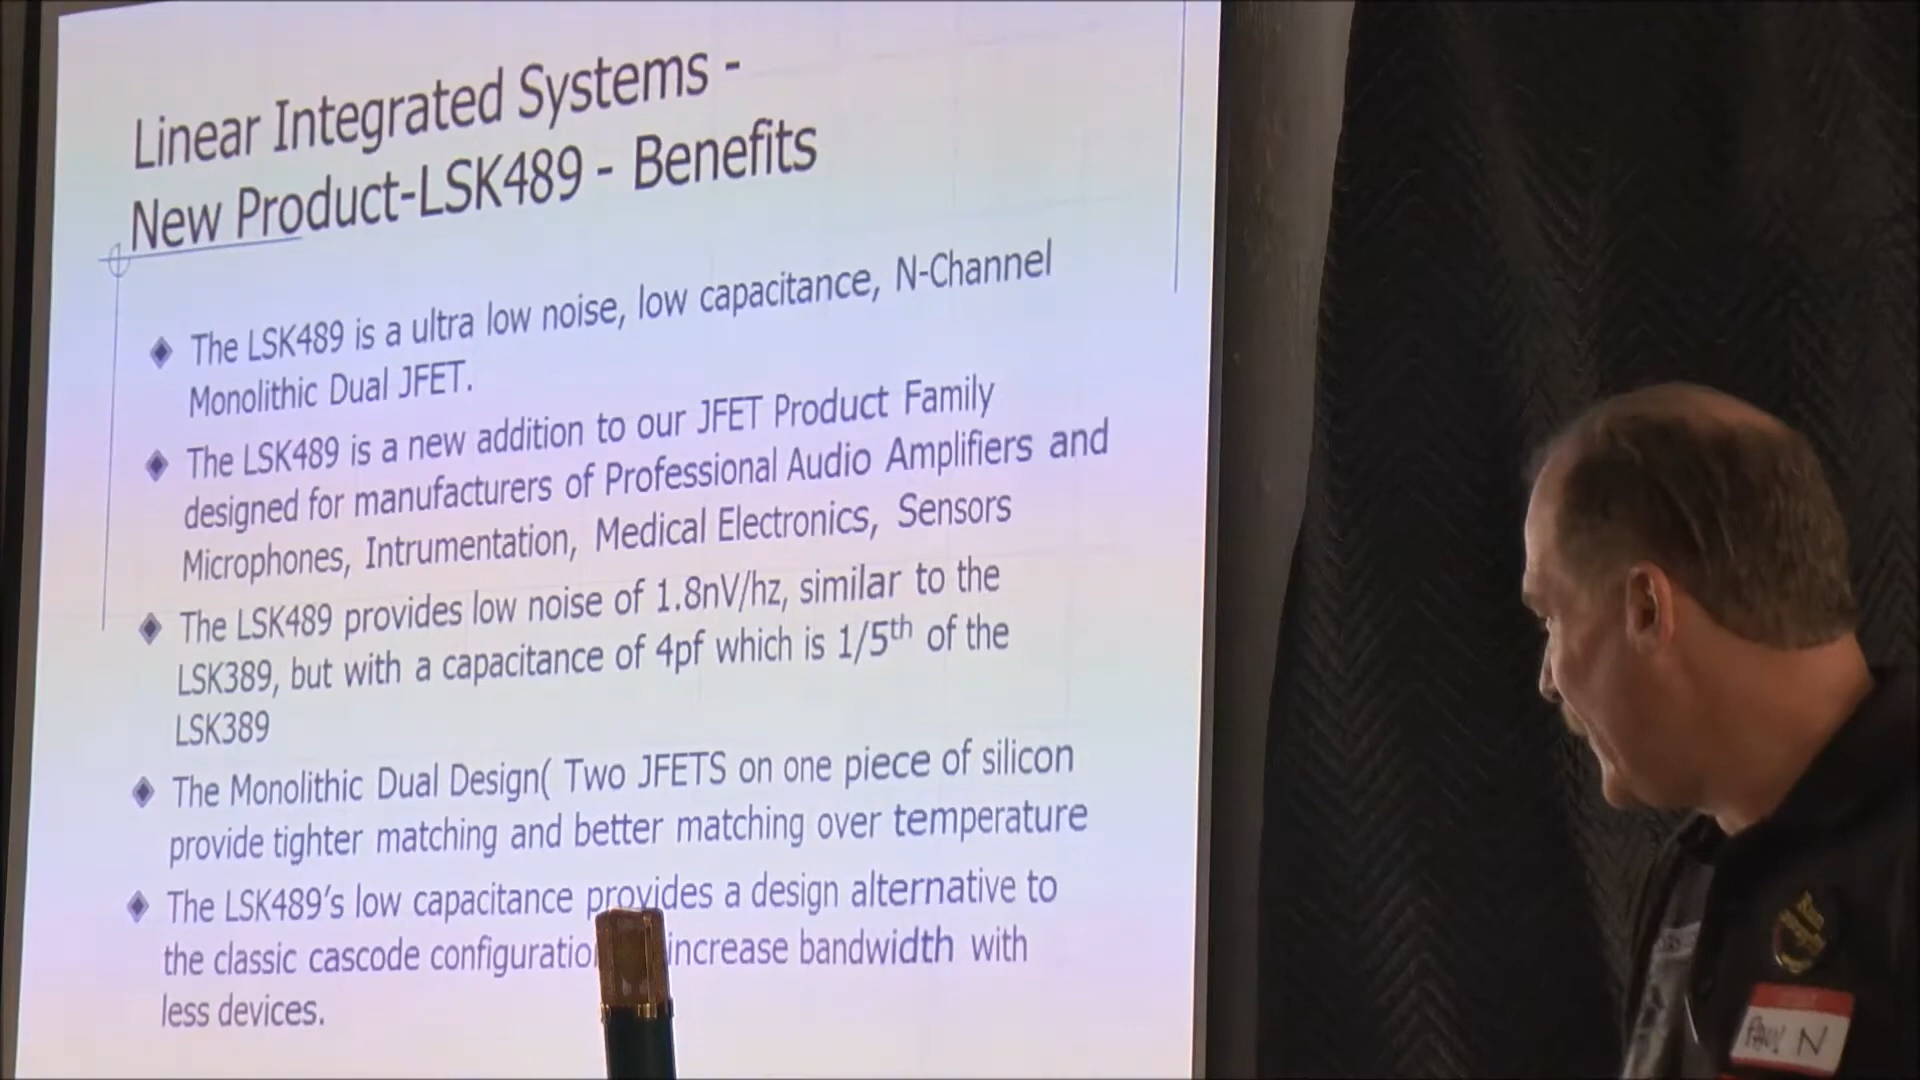 Linear Integrated Systems -
New Product-LSK489 - Benefits
The LSK489 is a ultra low noise, low capacitance, N-Channel
Monolithic Dual JFET.
The LSK489 is a new addition to our JFET Product Family
designed for manufacturers of Professional Audio Amplifiers and
Microphones, Intrumentation, Medical Electronics, Sensors
The LSK489 provides low noise of 1.8nV/hz, similar to the
LSK389, but with a capacitance of 4pf which is 1/5th of the
LSK389
The Monolithic Dual Design( Two JFETS on one piece of silicon
provide tighter matching and better matching over temperature
The LSK489's low capacitance provides a design alternative to
the classic cascode increase bandwidth with
less devices.
PAUL N